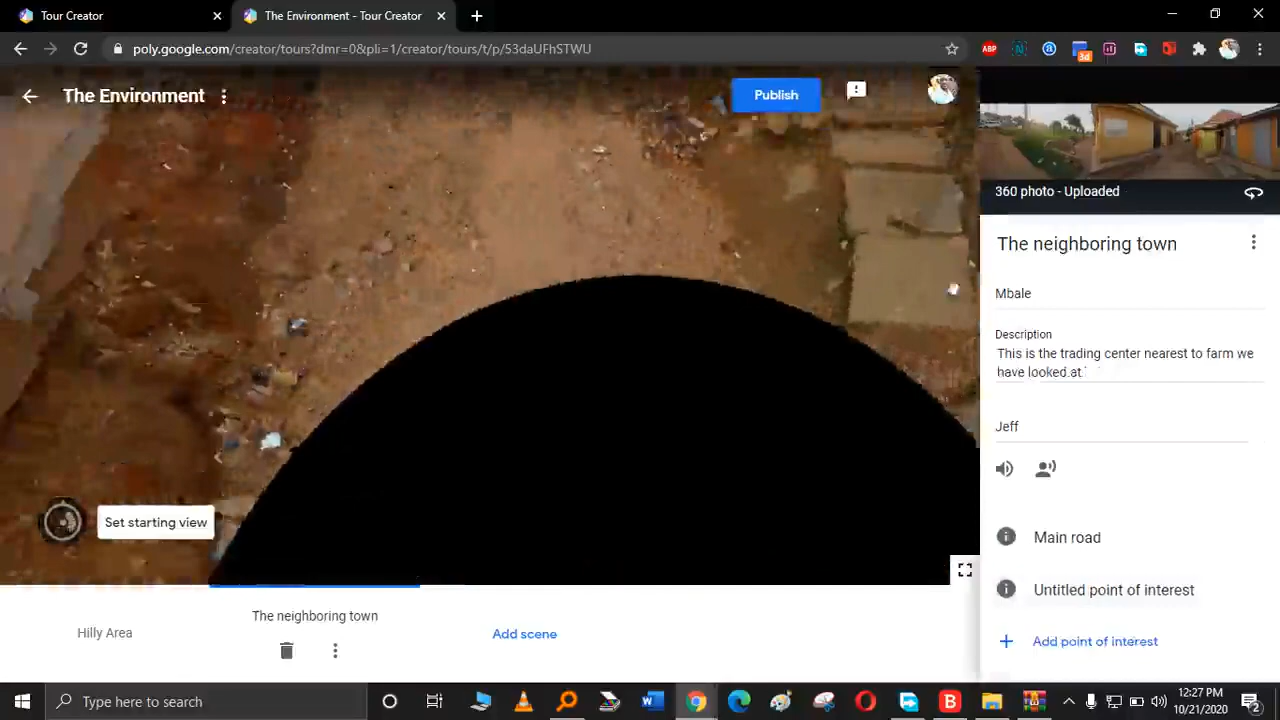 Tour Creator
The Environment - Tour Creator
poly.google.com/creator/tours?dmr=0&pli=1/creator/tours/t/p/53daUFhSTWU
ABP
3d
The Environment
Publish
360 photo - Uploaded
The neighboring town
Mbale
Description
This is the trading center nearest to farm we
have looked at
Jeff
Main road
Untitled point of interest
Add point of interest
Set starting view
The neighboring town
Hilly Area
Add scene
Type here to search
12:27 PM
10/21/2020
2